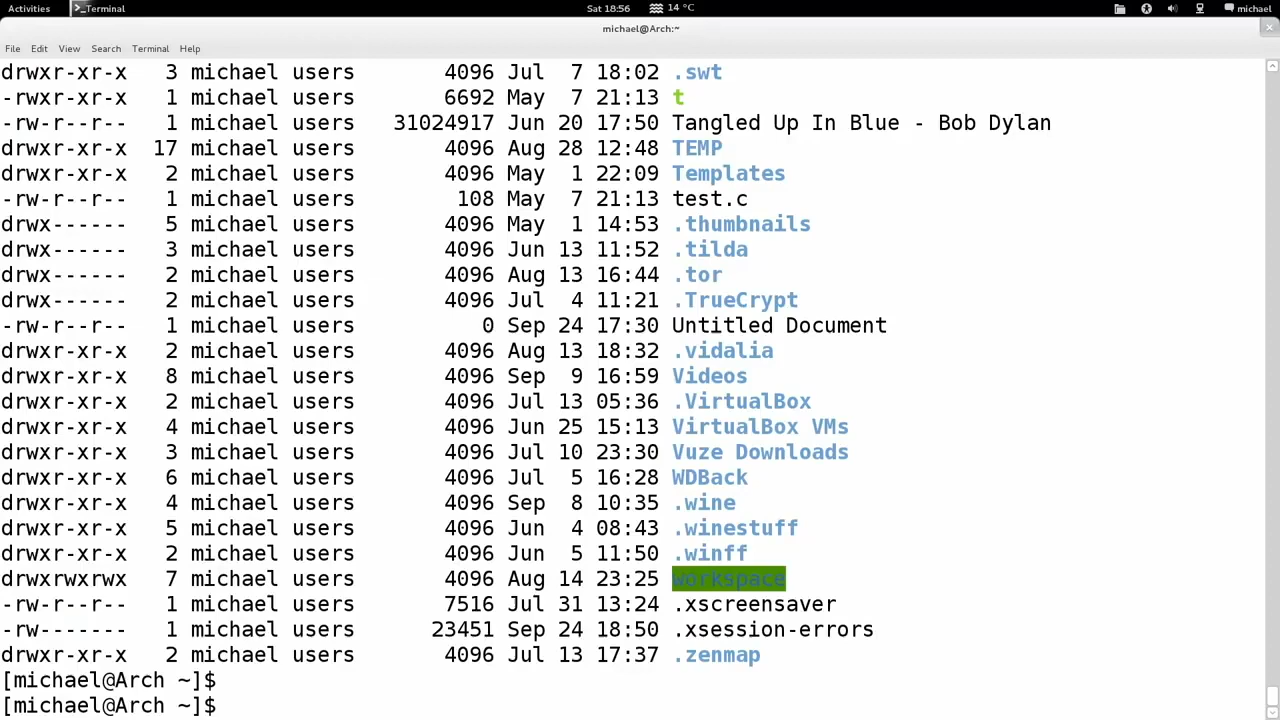 Activities Terminal Sat 18:56 14 °C michael
michael@Arch:~
File Edit View Search Terminal Help
drwxr-xr-x 3 michael users 4096 Jul 7 18:02 .swt
-rwxr-xr-x 1 michael users 6692 May 7 21:13 t
-rw-r--r-- 1 michael users 31024917 Jun 20 17:50 Tangled Up In Blue - Bob Dylan
drwxr-xr-x 17 michael users 4096 Aug 28 12:48 TEMP
drwxr-xr-x 2 michael users 4096 May 1 22:09 Templates
-rw-r--r-- 1 michael users 108 May 7 21:13 test.c
drwx------ 5 michael users 4096 May 1 14:53 .thumbnails
drwx------ 3 michael users 4096 Jun 13 11:52 .tilda
drwx------ 2 michael users 4096 Aug 13 16:44 .tor
drwx------ 2 michael users 4096 Jul 4 11:21 .TrueCrypt
-rw-r--r-- 1 michael users 0 Sep 24 17:30 Untitled Document
drwxr-xr-x 2 michael users 4096 Aug 13 18:32 .vidalia
drwxr-xr-x 8 michael users 4096 Sep 9 16:59 Videos
drwxr-xr-x 2 michael users 4096 Jul 13 05:36 .VirtualBox
drwxr-xr-x 4 michael users 4096 Jun 25 15:13 VirtualBox VMs
drwxr-xr-x 3 michael users 4096 Jul 10 23:30 Vuze Downloads
drwxr-xr-x 6 michael users 4096 Jul 5 16:28 WDBack
drwxr-xr-x 4 michael users 4096 Sep 8 10:35 .wine
drwxr-xr-x 5 michael users 4096 Jun 4 08:43 .winestuff
drwxr-xr-x 2 michael users 4096 Jun 5 11:50 .winff
drwxrwxrwx 7 michael users 4096 Aug 14 23:25 workspace
-rw-r--r-- 1 michael users 7516 Jul 31 13:24 .xscreensaver
-rw------- 1 michael users 23451 Sep 24 18:50 .xsession-errors
drwxr-xr-x 2 michael users 4096 Jul 13 17:37 .zenmap
[michael@Arch ~]$
[michael@Arch ~]$